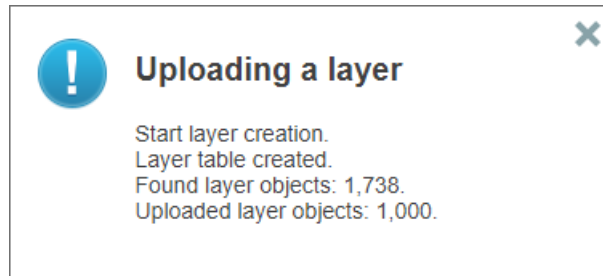 Uploading a layer
Start layer creation.
Layer table created.
Found layer objects: 1,738.
Uploaded layer objects: 1,000.